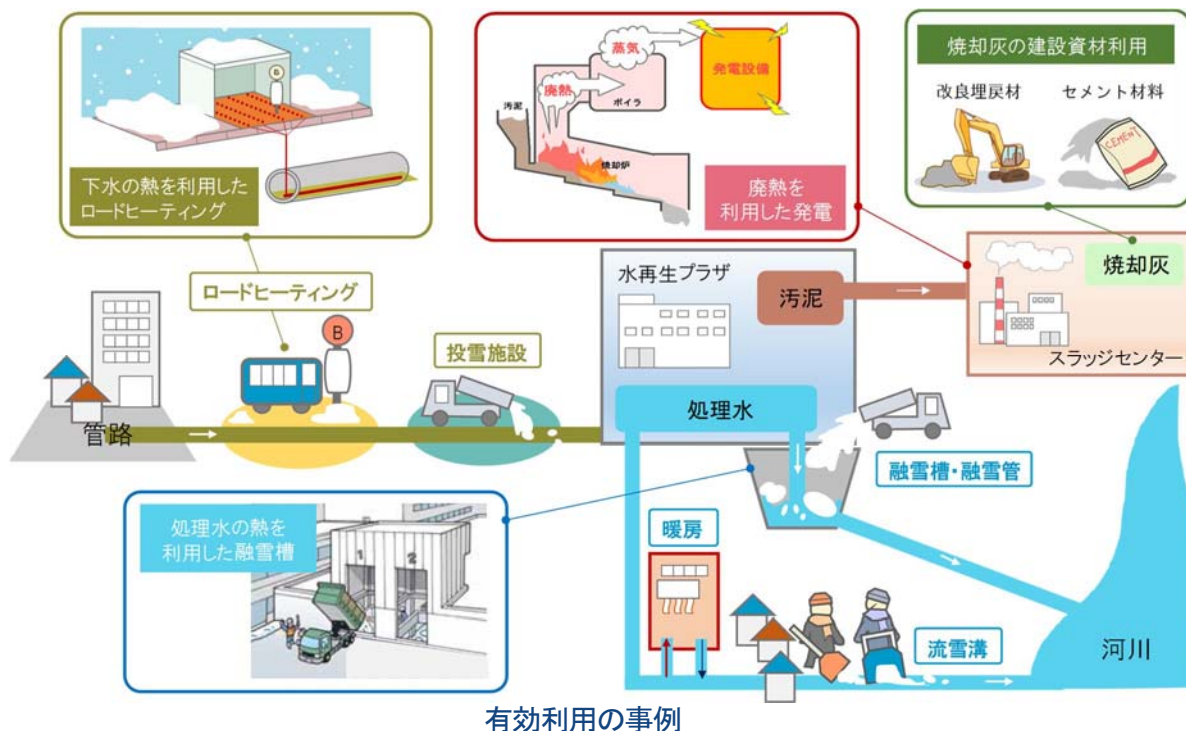 B
下水の熱を利用した
ロードヒーティング
蒸気
廃熱
ボイラ
発電設備
汚泥
焼却炉
廃熱を
利用した発電
焼却灰の建設資材利用
改良埋戻材
セメント材料
CEMENT
ロードヒーティング
B
投雪施設
水再生プラザ
汚泥
焼却灰
スラッジセンター
管路
処理水
融雪槽・融雪管
処理水の熱を
利用した融雪槽
1
2
暖房
流雪溝
河川
有効利用の事例